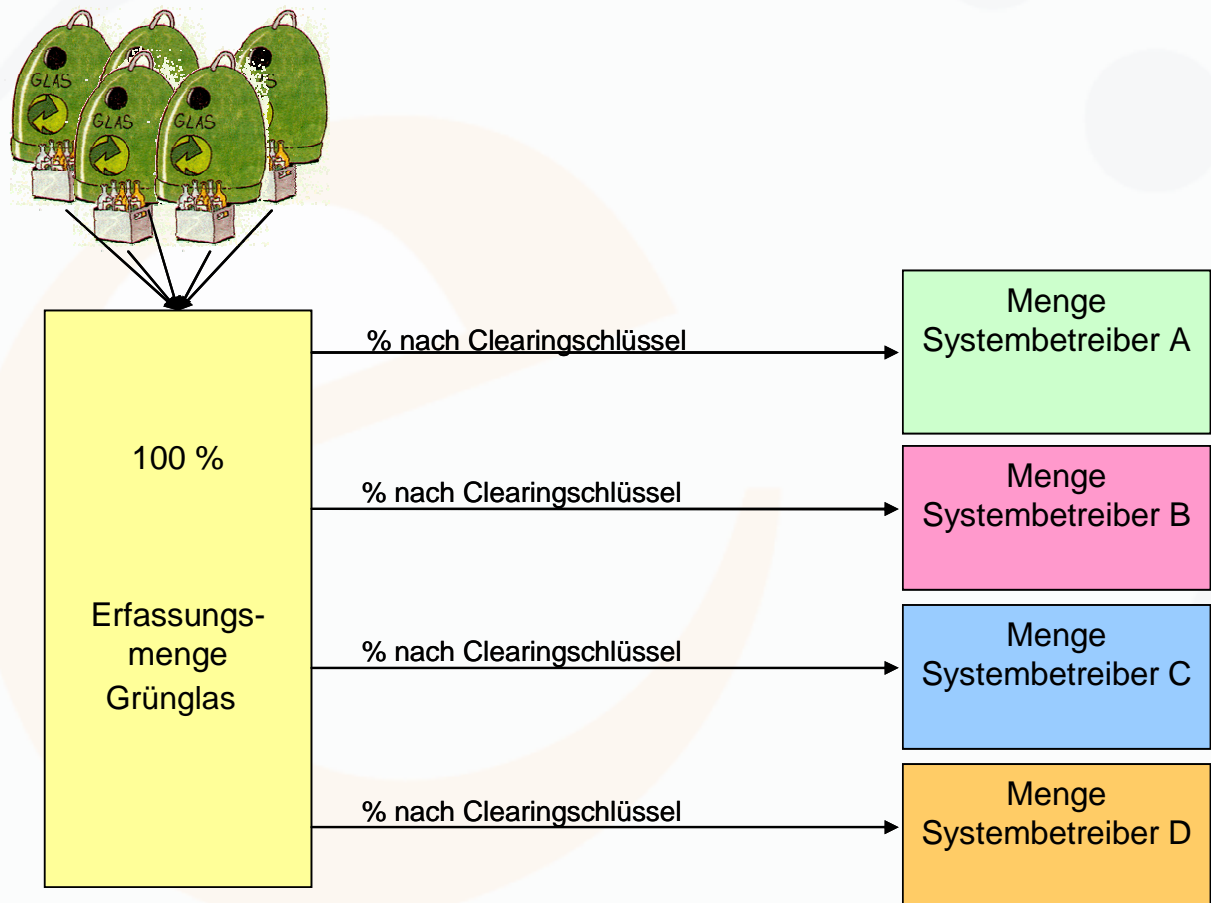 GLAS
GLAS
GLAS
% nach Clearingschlüssel
Menge
Systembetreiber A
100 %
% nach Clearingschlüssel
Menge
Systembetreiber B
Erfassungs-
menge
Grünglas
% nach Clearingschlüssel
Menge
Systembetreiber C
% nach Clearingschlüssel
Menge
Systembetreiber D